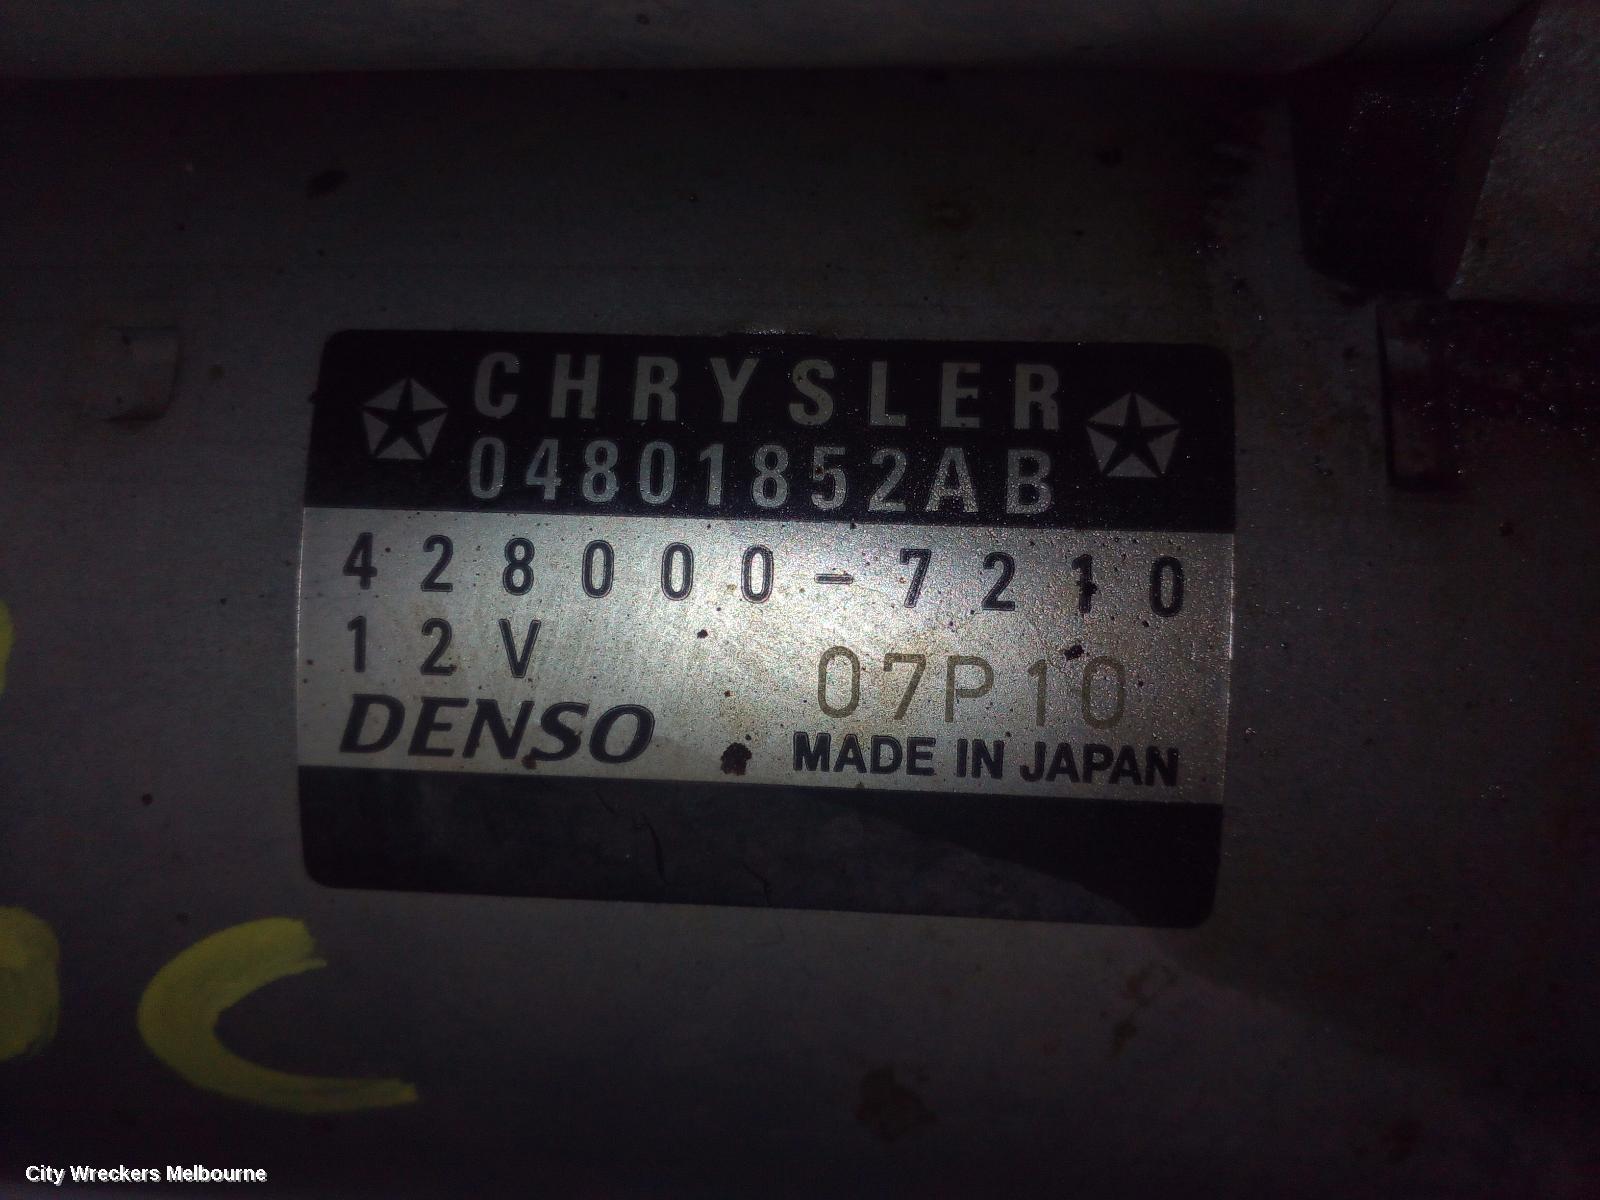 CHRYSLER
04801852AB
428000-7210
12V
07P10
DENSO
MADE IN JAPAN
C
City Wreckers Melbourne